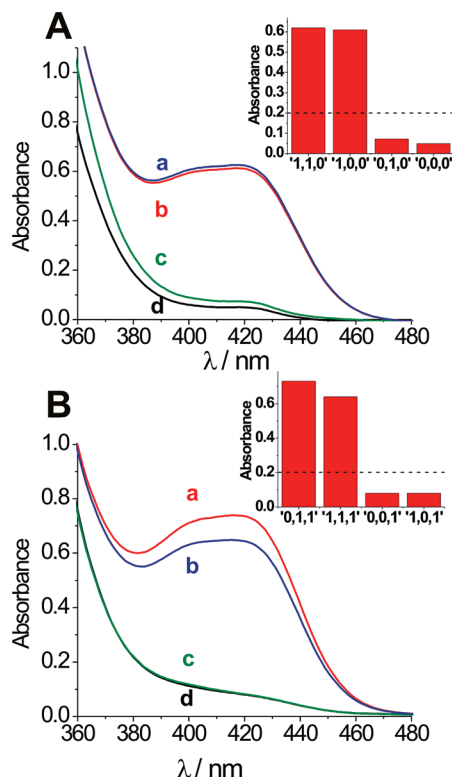 A
Absorbance
1.0
0.8
0.6
0.4
0.2
0.0
360 400 420 440 460 480
λ / nm
a
b
c
d
Absorbance
0.6
0.5
0.4
0.3
0.2
0.1
0.0
'1,1,0' '1,0,0' '0,1,0' '0,0,0'
B
Absorbance
1.0
0.8
0.6
0.4
0.2
0.0
360 400 420 440 460 480
λ / nm
a
b
c
d
Absorbance
0.6
0.4
0.2
0.0
'0,1,1' '1,1,1' '0,0,1' '1,0,1'